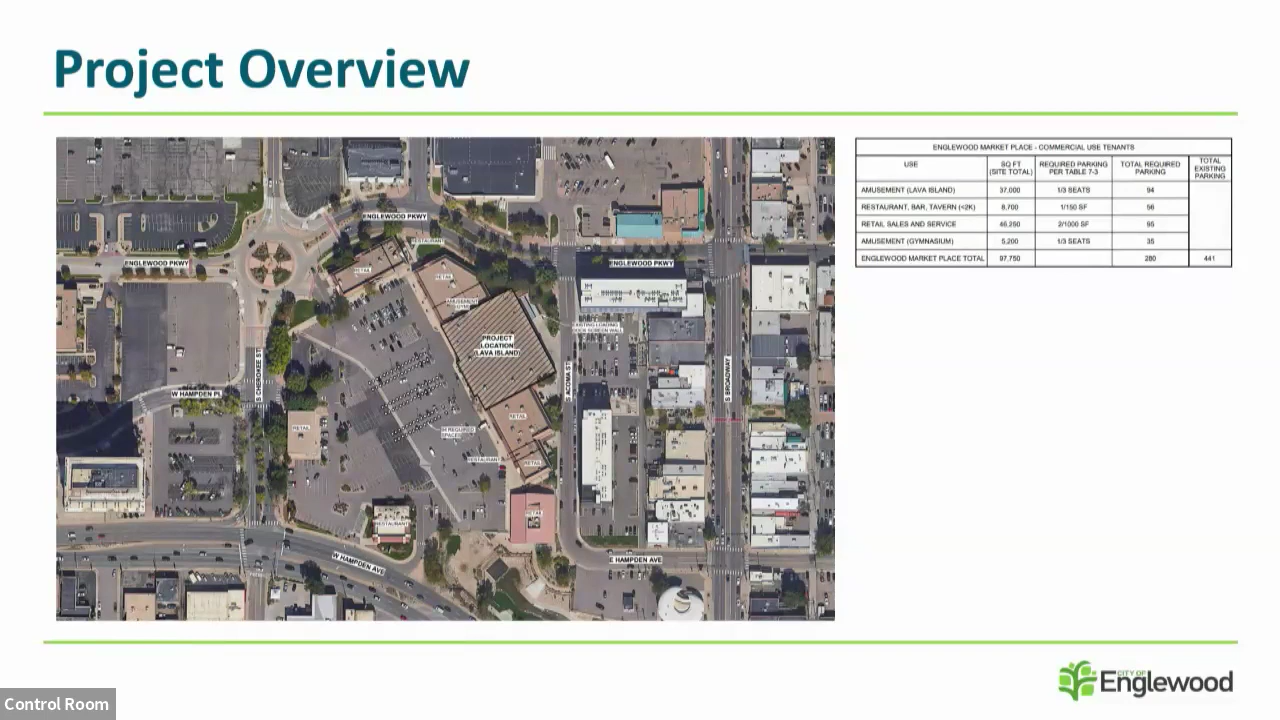 Project Overview
ENGLEWOOD PKWY
ENGLEWOOD PKWY
ENGLEWOOD PKWY
RESTAURANT
RETAIL
RETAIL
AMUSEMENT
EXISTING LOADING
DOCK SCREEN WALL
PROJECT
LOCATION
(LAVA ISLAND)
S CHEROKEE ST
S ACOMA ST
S BROADWAY
W HAMPDEN PL
RETAIL
RETAIL
94 REQUIRED
SPACES
RESTAURANT
RETAIL
RETAIL
RESTAURANT
W HAMPDEN AVE
E HAMPDEN AVE
ENGLEWOOD MARKET PLACE - COMMERCIAL USE TENANTS
USE SQ FT (SITE TOTAL) REQUIRED PARKING PER TABLE 7-3 TOTAL REQUIRED PARKING TOTAL EXISTING PARKING
AMUSEMENT (LAVA ISLAND) 37,000 1/3 SEATS 94
RESTAURANT, BAR, TAVERN (<2K) 8,700 1/150 SF 56
RETAIL SALES AND SERVICE 46,250 2/1000 SF 95
AMUSEMENT (GYMNASIUM) 5,200 1/3 SEATS 35
ENGLEWOOD MARKET PLACE TOTAL 97,750 280 441
CITY OF
Englewood
Control Room